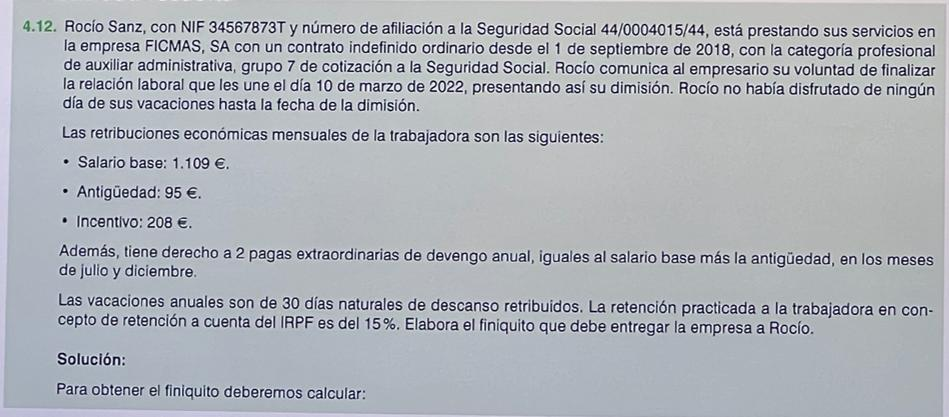 4.12. Rocío Sanz, con NIF 34567873T y número de afiliación a la Seguridad Social 44/0004015/44, está prestando sus servicios en
la empresa FICMAS, SA con un contrato indefinido ordinario desde el 1 de septiembre de 2018, con la categoría profesional
de auxiliar administrativa, grupo 7 de cotización a la Seguridad Social. Rocío comunica al empresario su voluntad de finalizar
la relación laboral que les une el día 10 de marzo de 2022, presentando así su dimisión. Rocío no había disfrutado de ningún
día de sus vacaciones hasta la fecha de la dimisión.
Las retribuciones económicas mensuales de la trabajadora son las siguientes:
• Salario base: 1.109 €.
• Antigüedad: 95 €.
• Incentivo: 208 €.
Además, tiene derecho a 2 pagas extraordinarias de devengo anual, iguales al salario base más la antigüedad, en los meses
de julio y diciembre.
Las vacaciones anuales son de 30 días naturales de descanso retribuidos. La retención practicada a la trabajadora en con-
cepto de retención a cuenta del IRPF es del 15 %. Elabora el finiquito que debe entregar la empresa a Rocío.
Solución:
Para obtener el finiquito deberemos calcular: